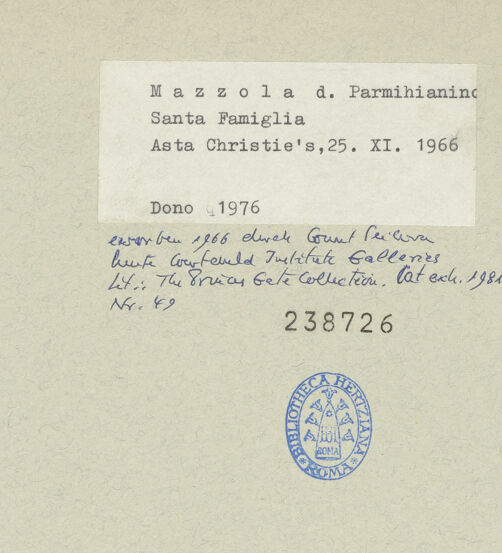 Mazzola d. Parmihianino
Santa Famiglia
Asta Christie's,25. XI. 1966
Dono 1976
erworben 1966 durch Count Seilern
heute Courtauld Institute Galleries
Lit.: The Princes Gate Collection. Cat exh. 1981
Nr. 49
238726
BIBLIOTHECA HERTZIANA
ROMA
ROMA